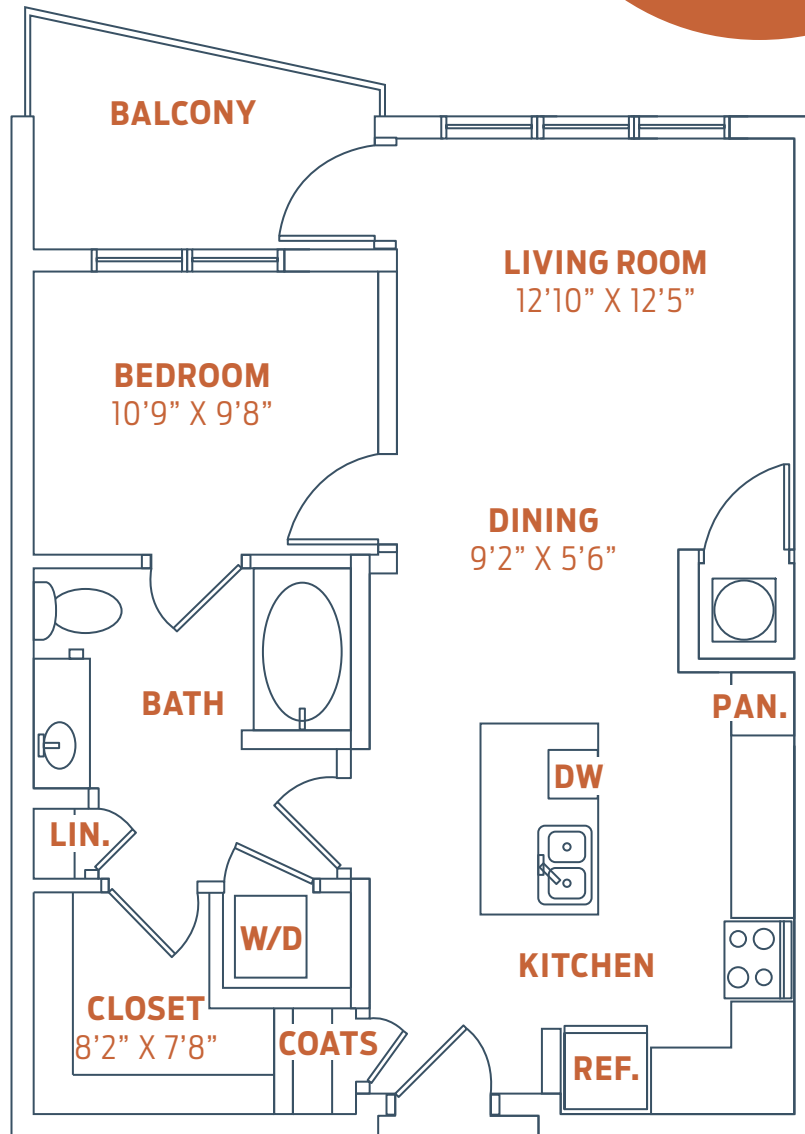 BALCONY
LIVING ROOM
12’10” X 12’5”
BEDROOM
10’9” X 9’8”
DINING
9’2” X 5’6”
BATH
PAN.
DW
LIN.
W/D
KITCHEN
CLOSET
8’2” X 7’8”
COATS
REF.